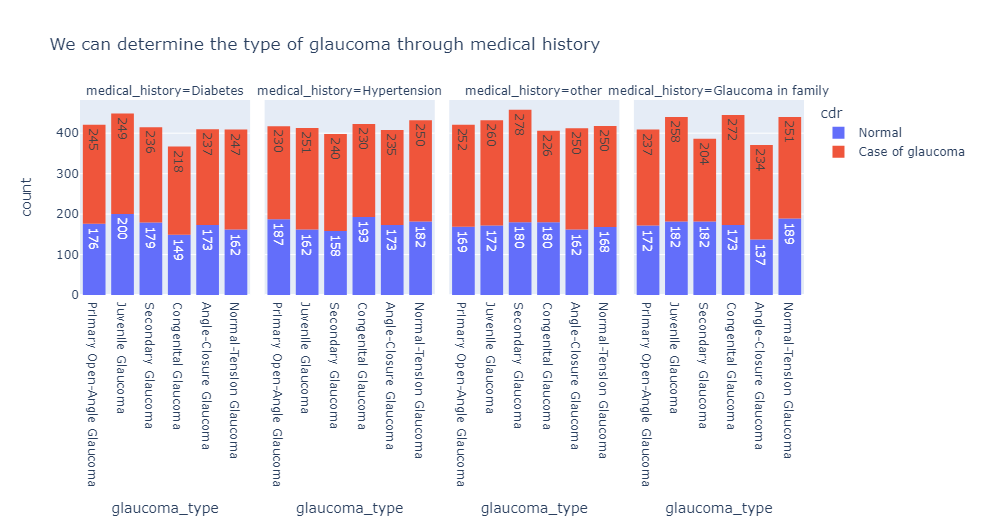 We can determine the type of glaucoma through medical history
medical_history=Diabetes
medical_history=Hypertension
medical_history=other
medical_history=Glaucoma in family
cdr
Normal
Case of glaucoma
count
400
300
200
100
0
245 249 236 218 237 247
176 200 179 149 173 162
230 251 240 230 235 250
187 162 158 193 173 182
252 260 278 226 250 250
169 172 180 180 162 168
237 258 204 272 234 251
172 182 182 173 137 189
Primary Open-Angle Glaucoma
Juvenile Glaucoma
Secondary Glaucoma
Congenital Glaucoma
Angle-Closure Glaucoma
Normal-Tension Glaucoma
Primary Open-Angle Glaucoma
Juvenile Glaucoma
Secondary Glaucoma
Congenital Glaucoma
Angle-Closure Glaucoma
Normal-Tension Glaucoma
Primary Open-Angle Glaucoma
Juvenile Glaucoma
Secondary Glaucoma
Congenital Glaucoma
Angle-Closure Glaucoma
Normal-Tension Glaucoma
Primary Open-Angle Glaucoma
Juvenile Glaucoma
Secondary Glaucoma
Congenital Glaucoma
Angle-Closure Glaucoma
Normal-Tension Glaucoma
glaucoma_type
glaucoma_type
glaucoma_type
glaucoma_type